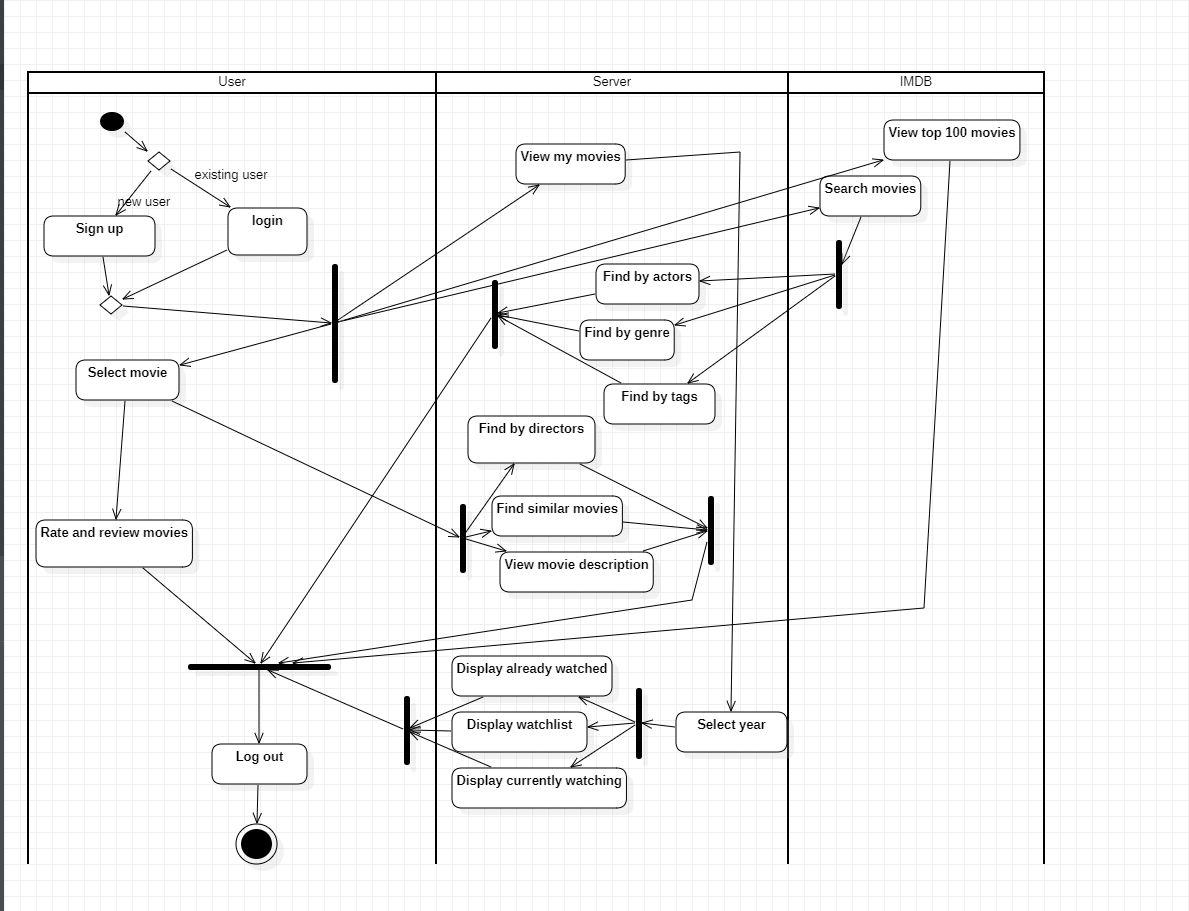 User
Server
IMDB
View top 100 movies
View my movies
existing user
Search movies
new user
Sign up
login
Find by actors
Find by genre
Select movie
Find by tags
Find by directors
Find similar movies
Rate and review movies
View movie description
Display already watched
Display watchlist
Select year
Log out
Display currently watching